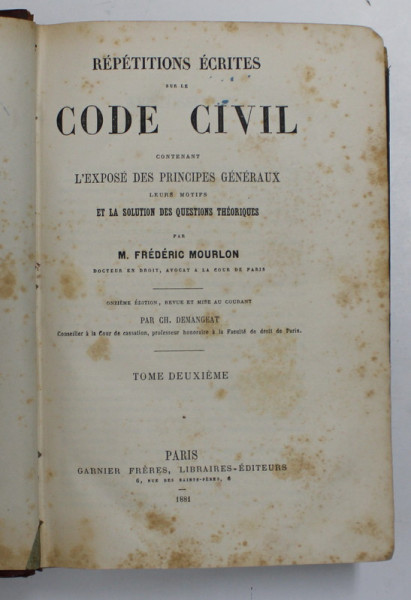 RÉPÉTITIONS ÉCRITES
SUR LE
CODE CIVIL
CONTENANT
L'EXPOSÉ DES PRINCIPES GÉNÉRAUX
LEURS MOTIFS
ET LA SOLUTION DES QUESTIONS THÉORIQUES
PAR
M. FRÉDÉRIC MOURLON
DOCTEUR EN DROIT, AVOCAT A LA COUR DE PARIS
ONZIÈME ÉDITION, REVUE ET MISE AU COURANT
PAR CH. DEMANGEAT
Conseiller à la Cour de cassation, professeur honoraire à la Faculté de droit de Paris.
TOME DEUXIÈME
PARIS
GARNIER FRÈRES, LIBRAIRES-ÉDITEURS
6, RUE DES SAINTS-PÈRES, 6
1881